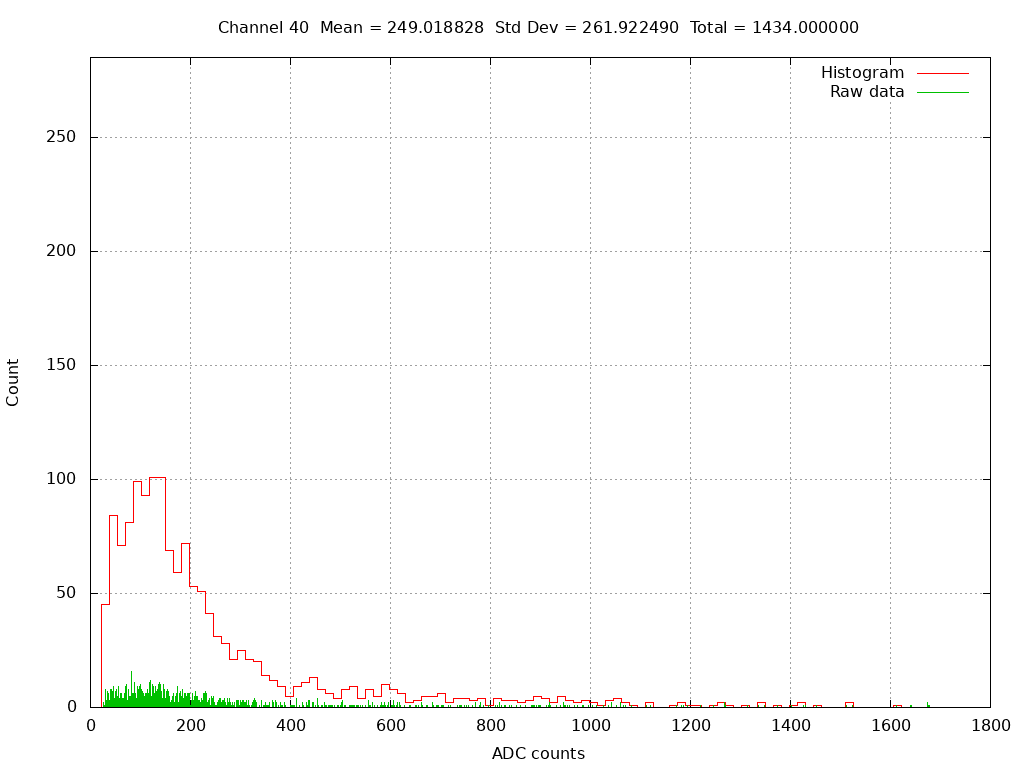 Channel 40  Mean = 249.018828  Std Dev = 261.922490  Total = 1434.000000
Histogram
Raw data
250
200
150
100
50
0
Count
0 200 400 600 800 1000 1200 1400 1600 1800
ADC counts